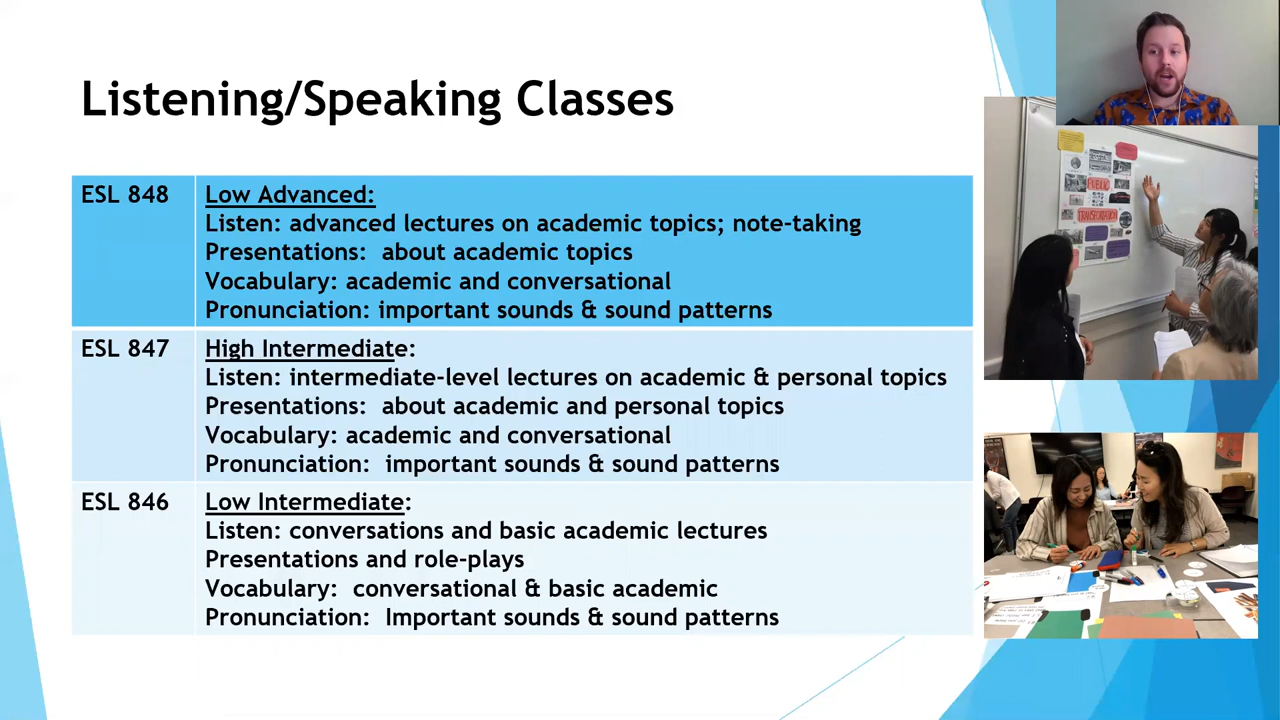 Listening/Speaking Classes
ESL 848
Low Advanced:
Listen: advanced lectures on academic topics; note-taking
Presentations: about academic topics
Vocabulary: academic and conversational
Pronunciation: important sounds & sound patterns
ESL 847
High Intermediate:
Listen: intermediate-level lectures on academic & personal topics
Presentations: about academic and personal topics
Vocabulary: academic and conversational
Pronunciation: important sounds & sound patterns
ESL 846
Low Intermediate:
Listen: conversations and basic academic lectures
Presentations and role-plays
Vocabulary: conversational & basic academic
Pronunciation: Important sounds & sound patterns
PUBLIC
TRANSPORTATION